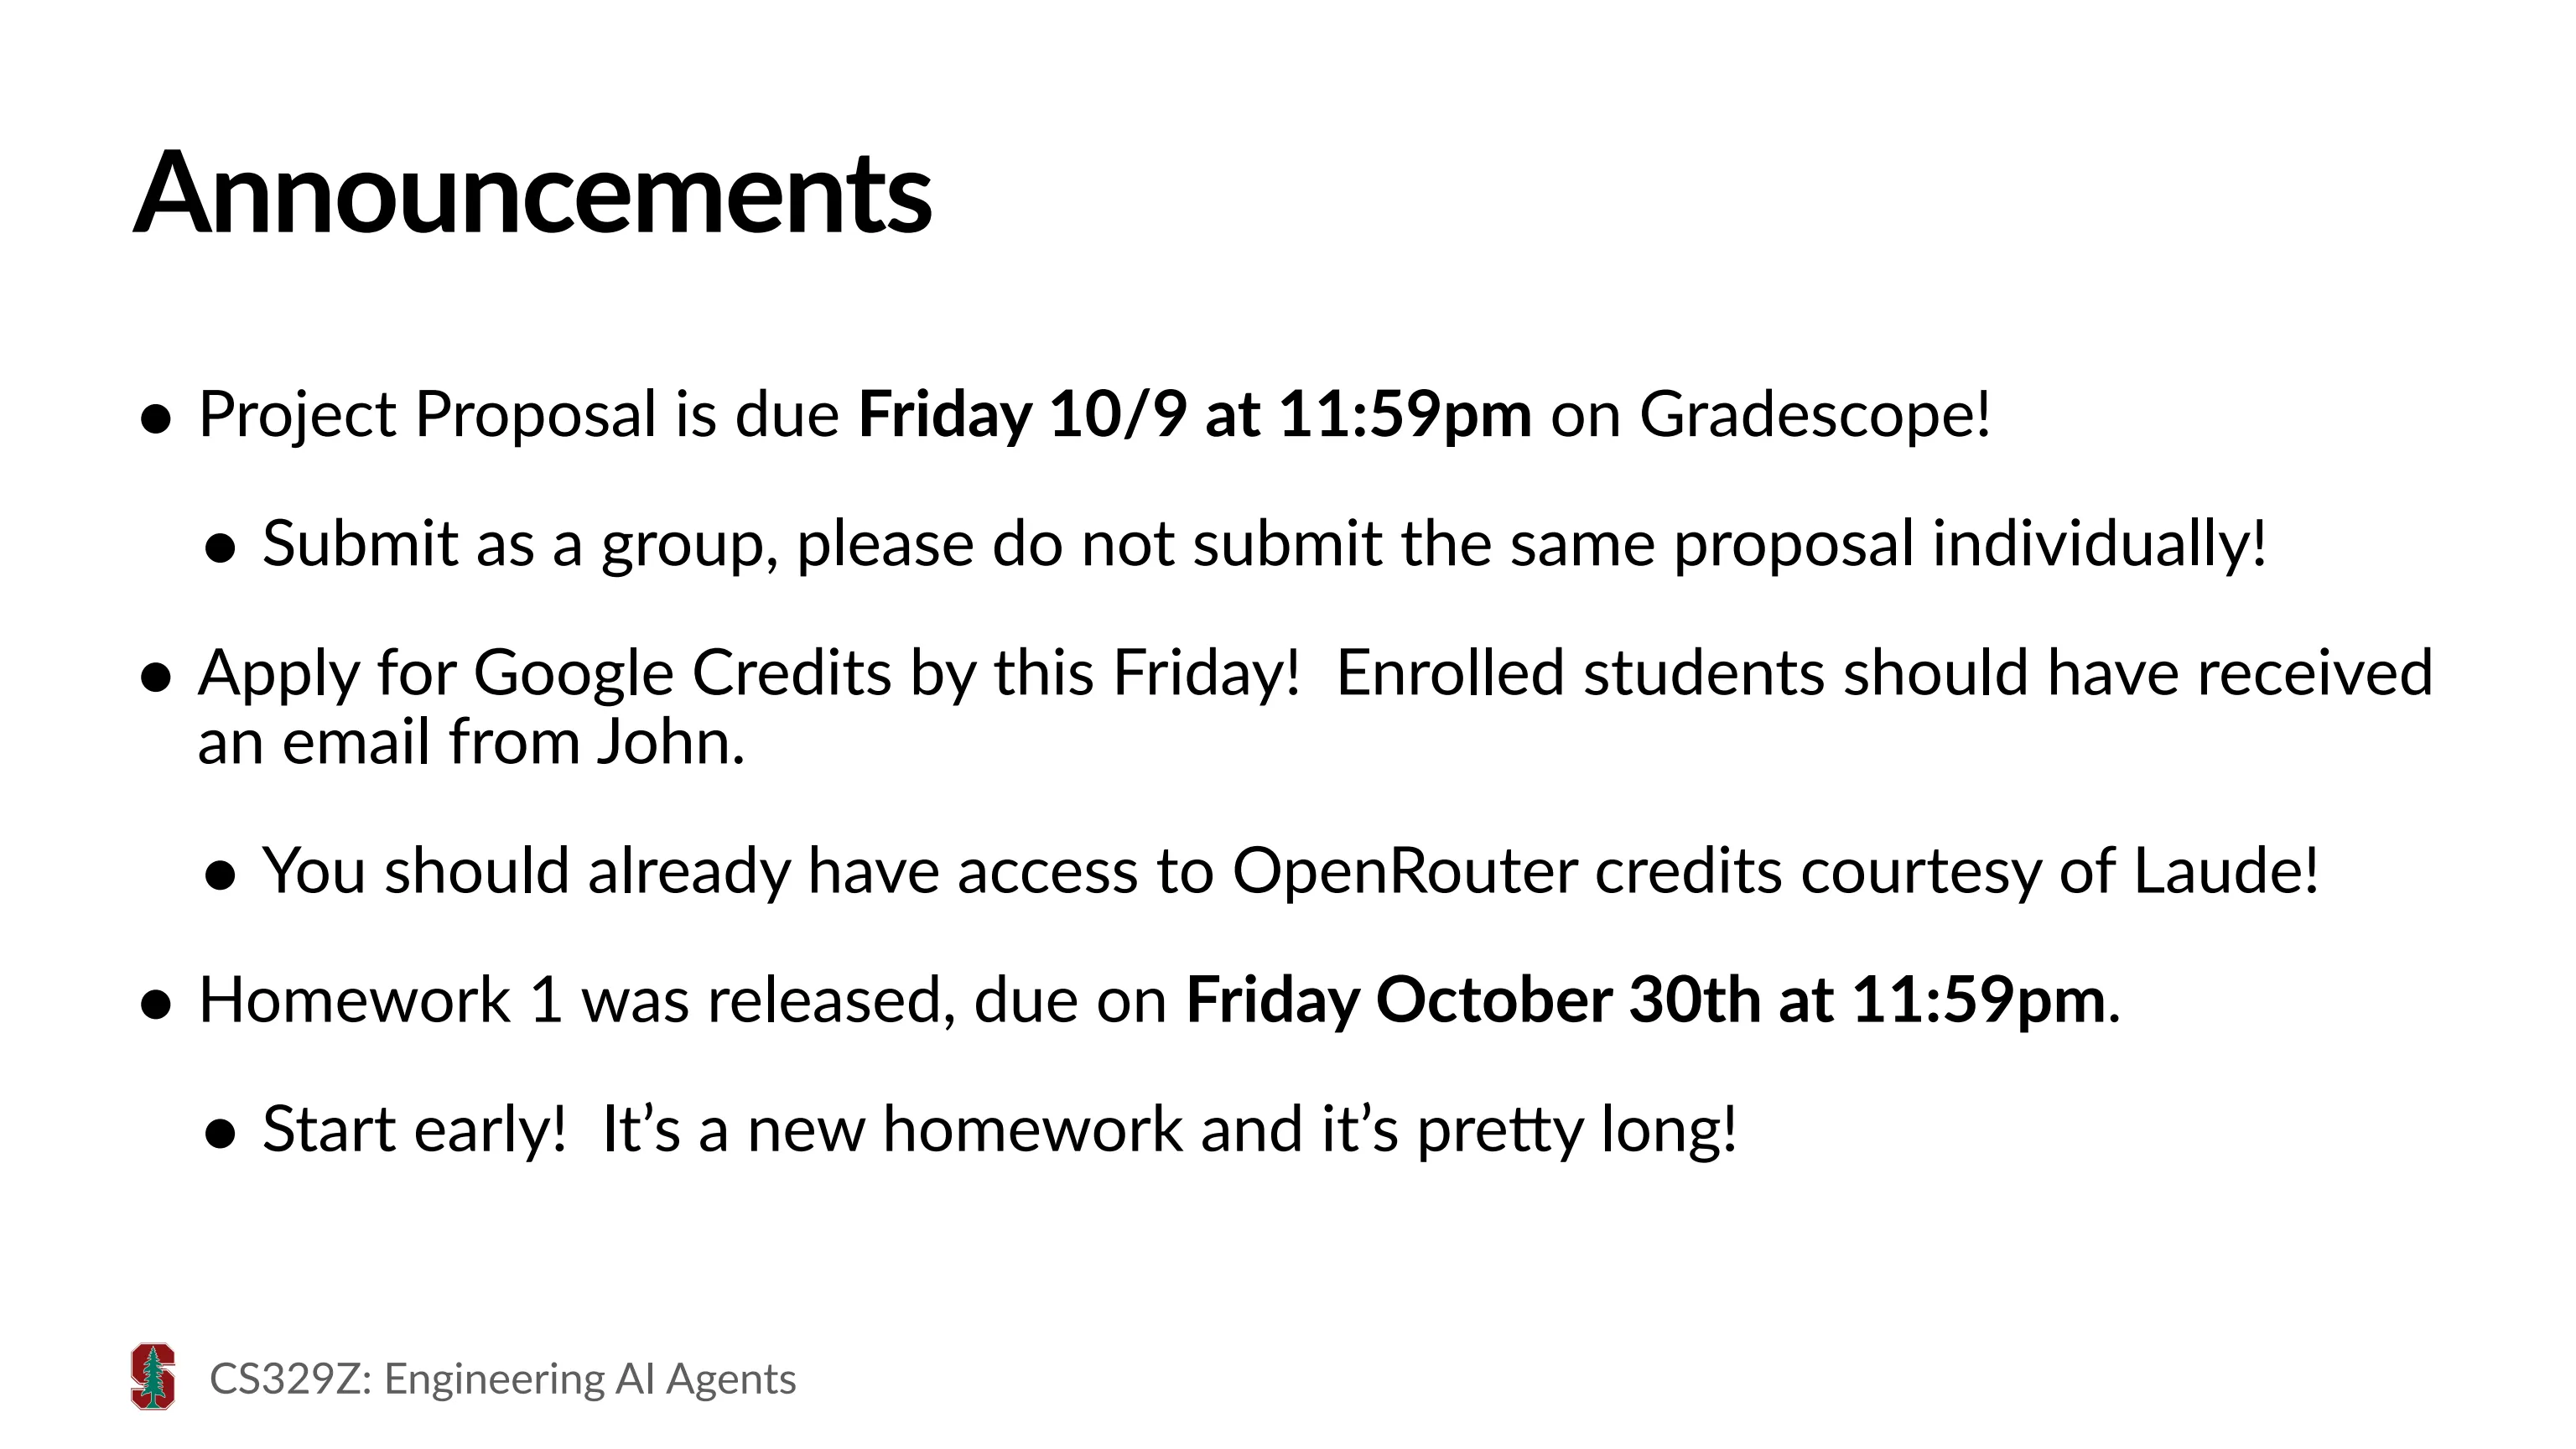 Announcements
● Project Proposal is due Friday 10/9 at 11:59pm on Gradescope!
● Submit as a group, please do not submit the same proposal individually!
● Apply for Google Credits by this Friday!  Enrolled students should have received
an email from John.
● You should already have access to OpenRouter credits courtesy of Laude!
● Homework 1 was released, due on Friday October 30th at 11:59pm.
● Start early!  It’s a new homework and it’s pretty long!
CS329Z: Engineering AI Agents